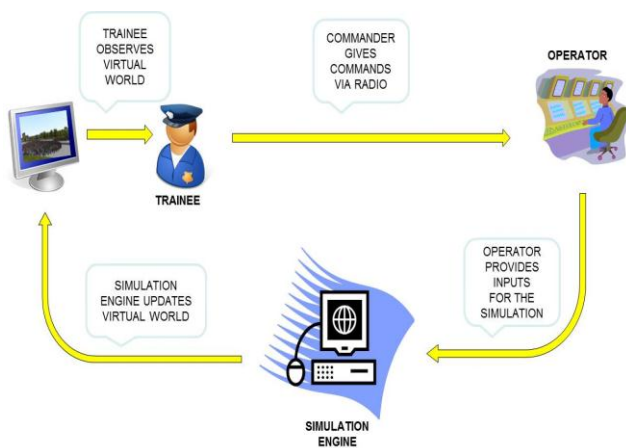 TRAINEE
OBSERVES
VIRTUAL
WORLD
COMMANDER
GIVES
COMMANDS
VIA RADIO
OPERATOR
TRAINEE
OPERATOR
PROVIDES
INPUTS
FOR THE
SIMULATION
SIMULATION
ENGINE UPDATES
VIRTUAL WORLD
SIMULATION
ENGINE